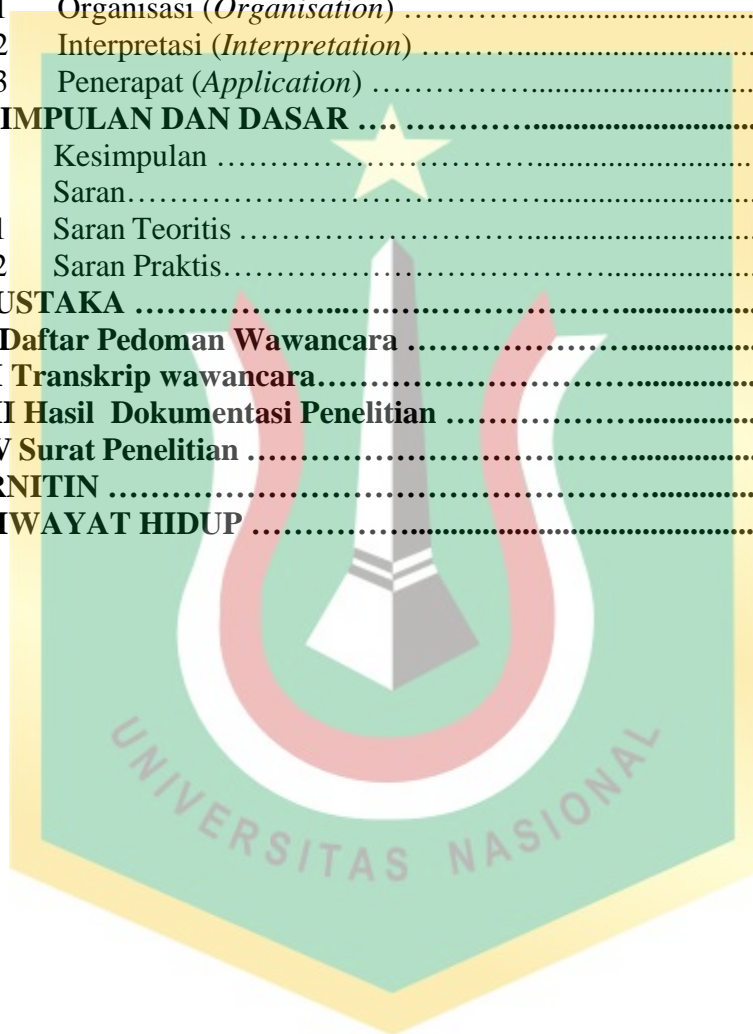 1 Organisasi (Organisation) ………….....................................
2 Interpretasi (Interpretation) …………..................................
3 Penerapat (Application) ……………....................................
IMPULAN DAN DASAR …. …………...............................
Kesimpulan ……………………………...............................
Saran……………………………………...............................
1 Saran Teoritis ………………………………........................
2 Saran Praktis…………………………………......................
USTAKA ………………....……………………....................
Daftar Pedoman Wawancara ………………….…...............
I Transkrip wawancara……………………………................
II Hasil Dokumentasi Penelitian …………………................
V Surat Penelitian …………………………………...............
RNITIN ………………………………………….................
IWAYAT HIDUP …………….............................................
UNIVERSITAS NASIONAL